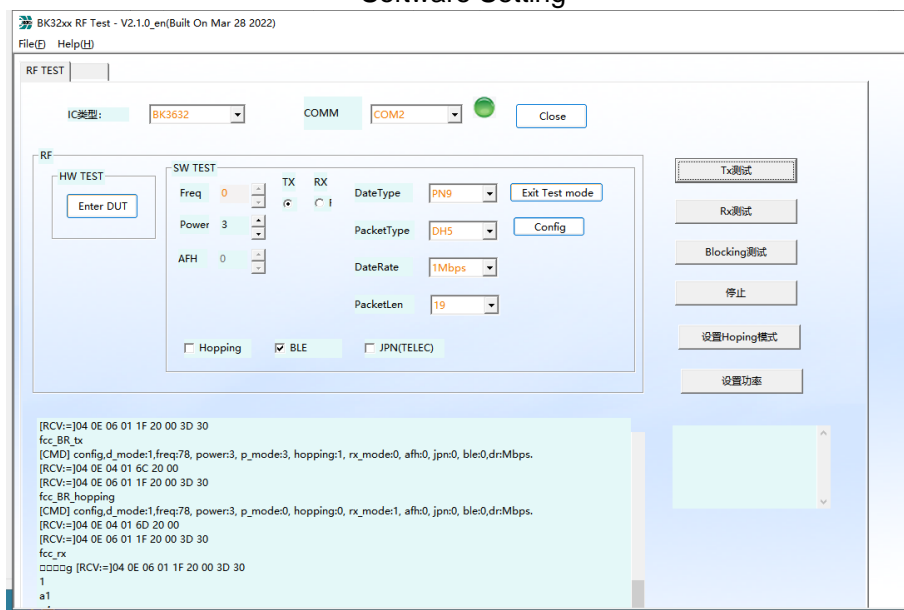 Software Setting
BK32xx RF Test - V2.1.0_en(Built On Mar 28 2022)
File(F) Help(H)
RF TEST
IC类型: BK3632 COMM COM2 Close
RF
HW TEST
Enter DUT
SW TEST
Freq 0 TX RX DateType PN9 Exit Test mode
Power 3 PacketType DH5 Config
AFH 0 DateRate 1Mbps
PacketLen 19
Hopping BLE JPN(TELEC)
Tx测试
Rx测试
Blocking测试
停止
设置Hoping模式
设置功率
[RCV:=]04 0E 06 01 1F 20 00 3D 30
fcc_BR_tx
[CMD] config,d_mode:1,freq:78, power:3, p_mode:3, hopping:1, rx_mode:0, afh:0, jpn:0, ble:0,dr:Mbps.
[RCV:=]04 0E 04 01 6C 20 00
[RCV:=]04 0E 06 01 1F 20 00 3D 30
fcc_BR_hopping
[CMD] config,d_mode:1,freq:78, power:3, p_mode:0, hopping:0, rx_mode:1, afh:0, jpn:0, ble:0,dr:Mbps.
[RCV:=]04 0E 04 01 6D 20 00
[RCV:=]04 0E 06 01 1F 20 00 3D 30
fcc_rx
□□□□g [RCV:=]04 0E 06 01 1F 20 00 3D 30
1
a1